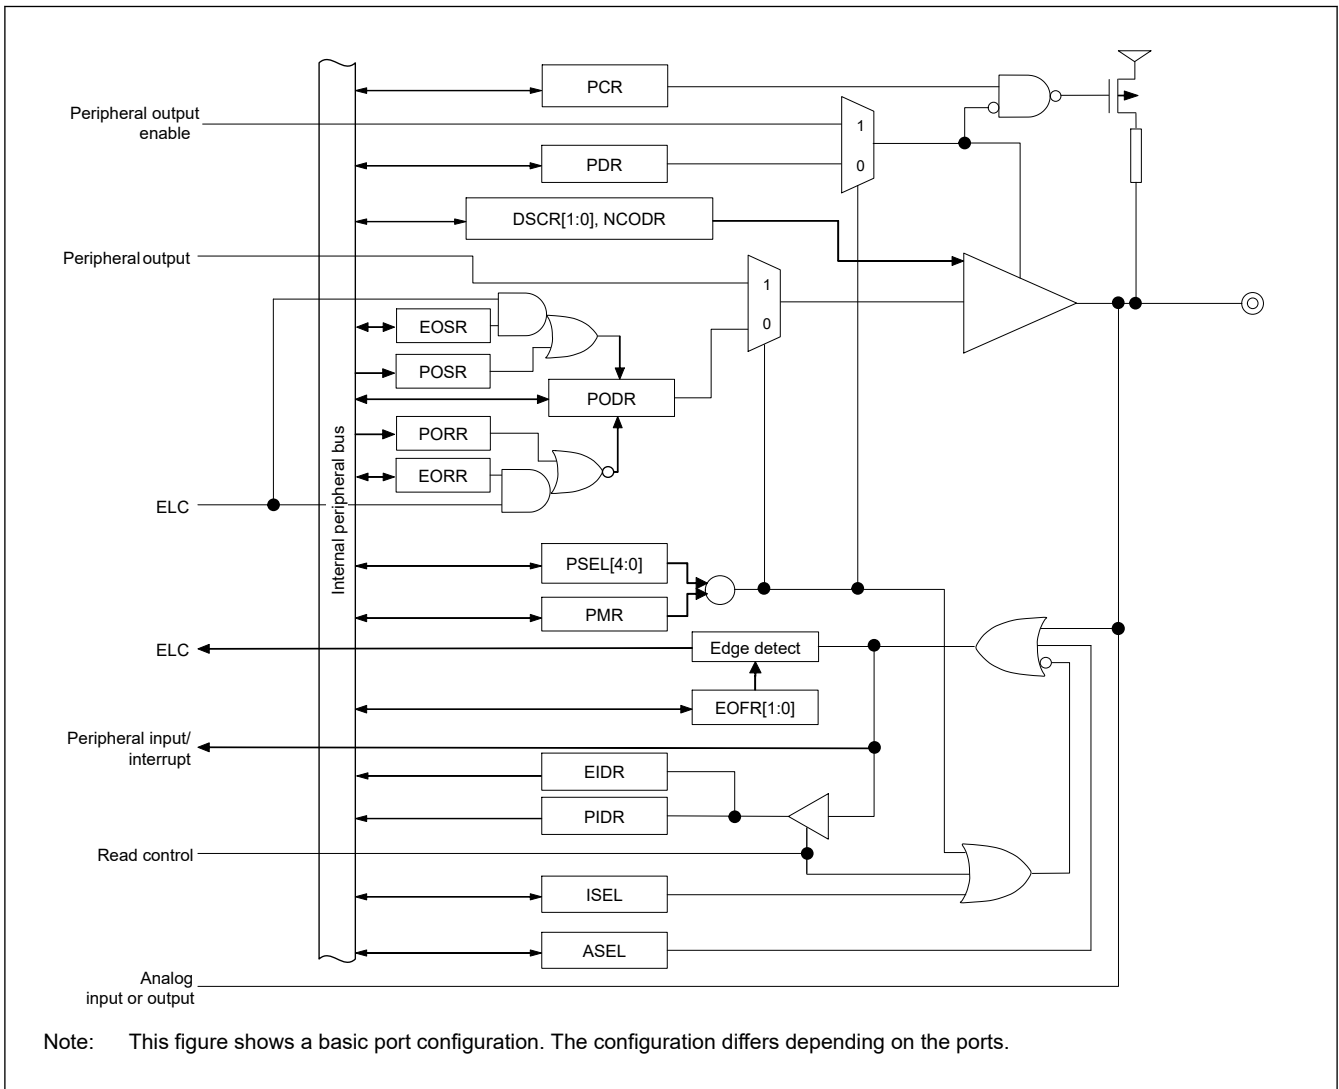 PCR
Peripheral output
enable
1
PDR
0
DSCR[1:0], NCODR
Peripheral output
1
EOSR
0
POSR
PODR
PORR
EORR
Internal peripheral bus
ELC
PSEL[4:0]
PMR
ELC
Edge detect
EOFR[1:0]
Peripheral input/
interrupt
EIDR
PIDR
Read control
ISEL
ASEL
Analog
input or output
Note: This figure shows a basic port configuration. The configuration differs depending on the ports.